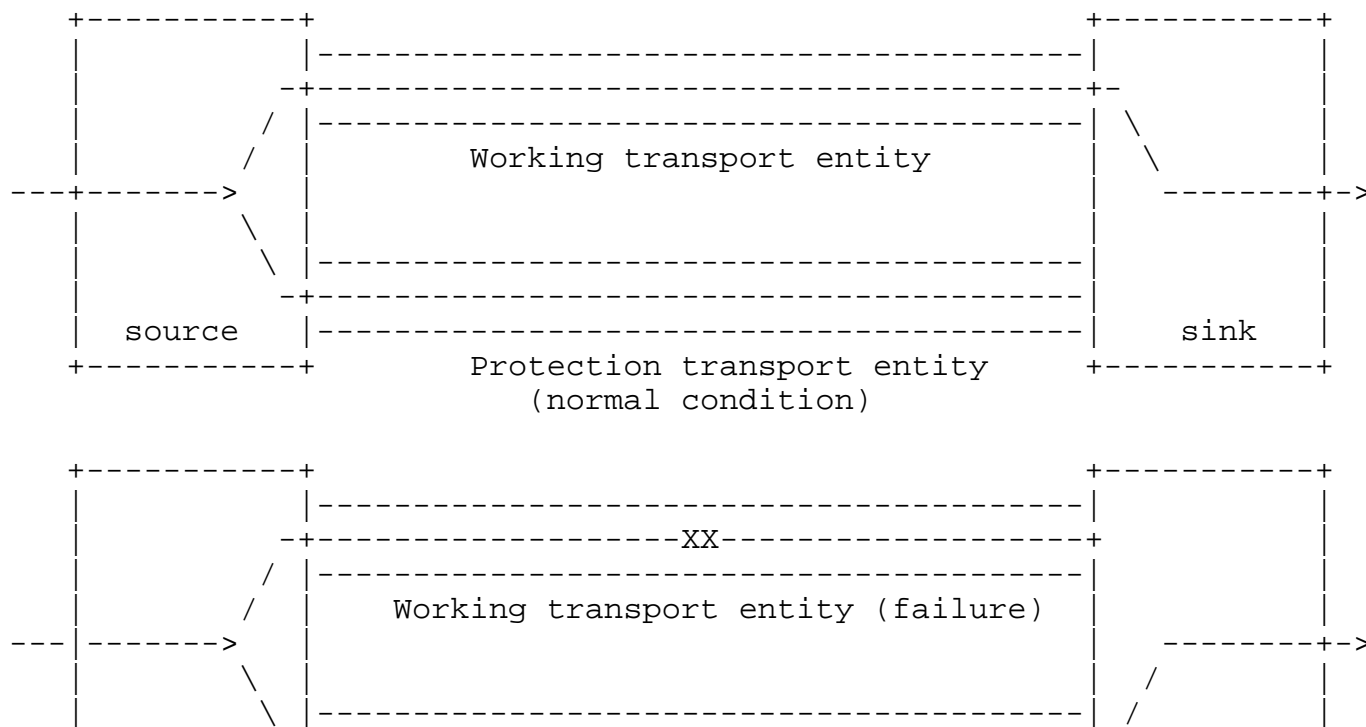 Working transport entity
source
sink
Protection transport entity
(normal condition)
XX
Working transport entity (failure)